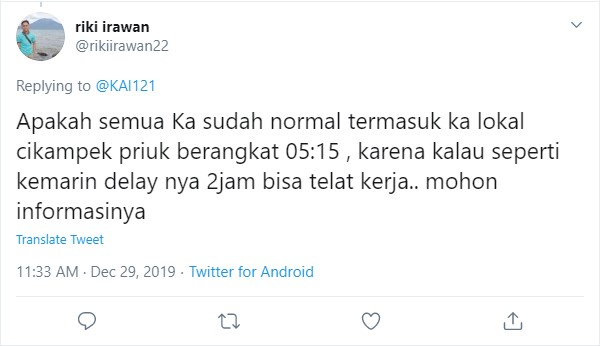 riki irawan
@rikiirawan22
Replying to @KAI121
Apakah semua Ka sudah normal termasuk ka lokal
cikampek priuk berangkat 05:15 , karena kalau seperti
kemarin delay nya 2jam bisa telat kerja.. mohon
informasinya
Translate Tweet
11:33 AM · Dec 29, 2019 · Twitter for Android